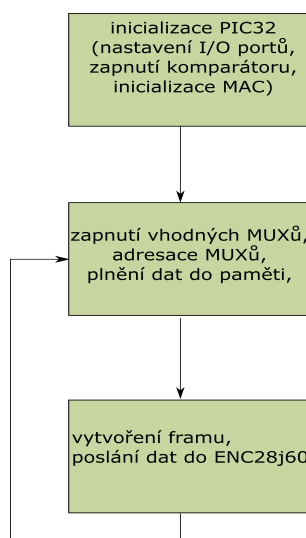 inicializace PIC32
(nastavení I/O portů,
zapnutí komparátoru,
inicializace MAC)
zapnutí vhodných MUXů,
adresace MUXů,
plnění dat do paměti,
vytvoření framu,
poslání dat do ENC28j60